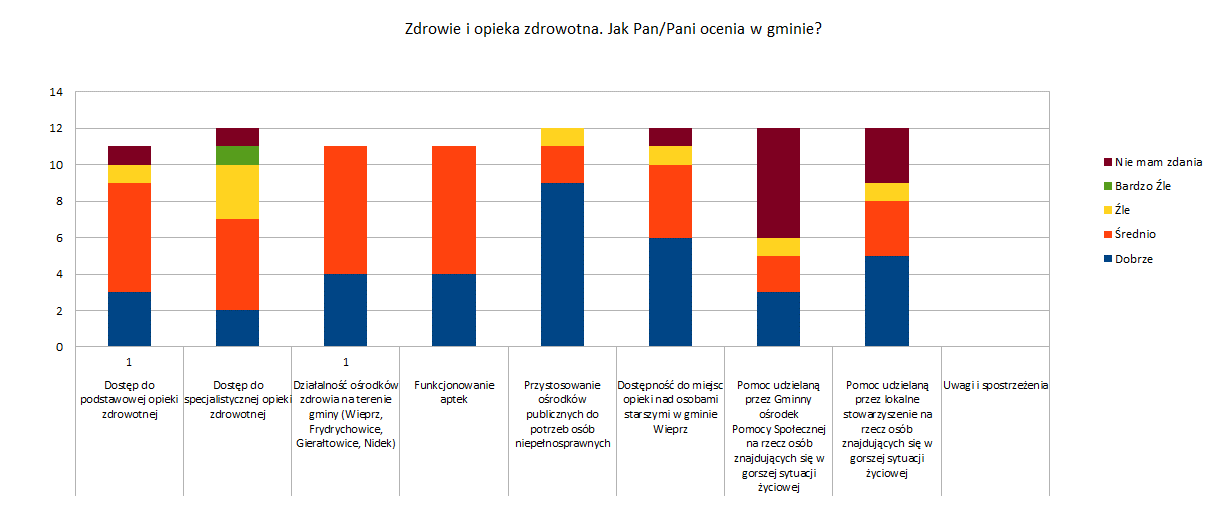 Zdrowie i opieka zdrowotna. Jak Pan/Pani ocenia w gminie?
14
12
10
8
6
4
2
0
Nie mam zdania
Bardzo Źle
Źle
Średnio
Dobrze
1
Dostęp do
podstawowej opieki
zdrowotnej
Dostęp do
specjalistycznej opieki
zdrowotnej
1
Działalność ośrodków
zdrowia na terenie
gminy (Wieprz,
Frydrychowice,
Gierałtowice, Nidek)
Funkcjonowanie
aptek
Przystosowanie
ośrodków
publicznych do
potrzeb osób
niepełnosprawnych
Dostępność do miejsc
opieki nad osobami
starszymi w gminie
Wieprz
Pomoc udzielaną
przez Gminny
ośrodek
Pomocy Społecznej
na rzecz osób
znajdujących się w
gorszej sytuacji
życiowej
Pomoc udzielaną
przez lokalne
stowarzyszenie na
rzecz osób
znajdujących się w
gorszej sytuacji
życiowej
Uwagi i spostrzeżenia